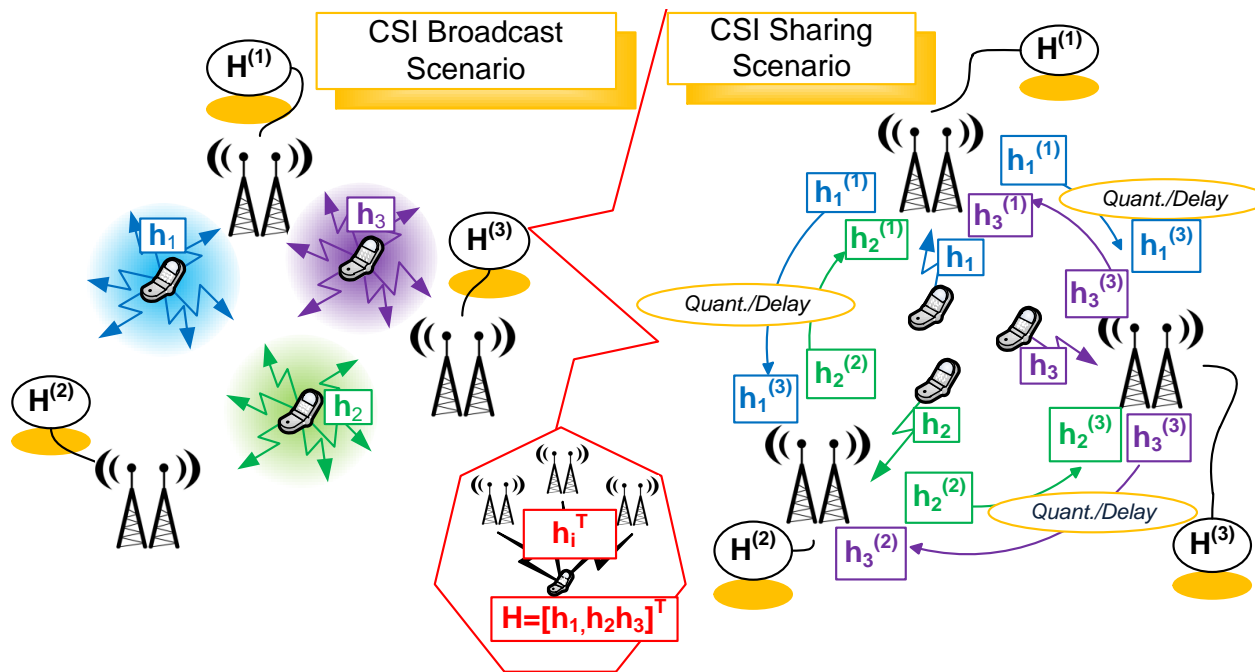 CSI Broadcast
Scenario
H(1)
h1
h3
H(3)
H(2)
h2
hiT
H=[h1,h2h3]T
CSI Sharing
Scenario
H(1)
h1(1)
h1(1)
h3(1)
Quant./Delay
h2(1)
h1(3)
h1
h3(3)
Quant./Delay
h3
h2(2)
h1(3)
h2
h2(3)
h3(3)
h2(2)
Quant./Delay
H(2)
h3(2)
H(3)